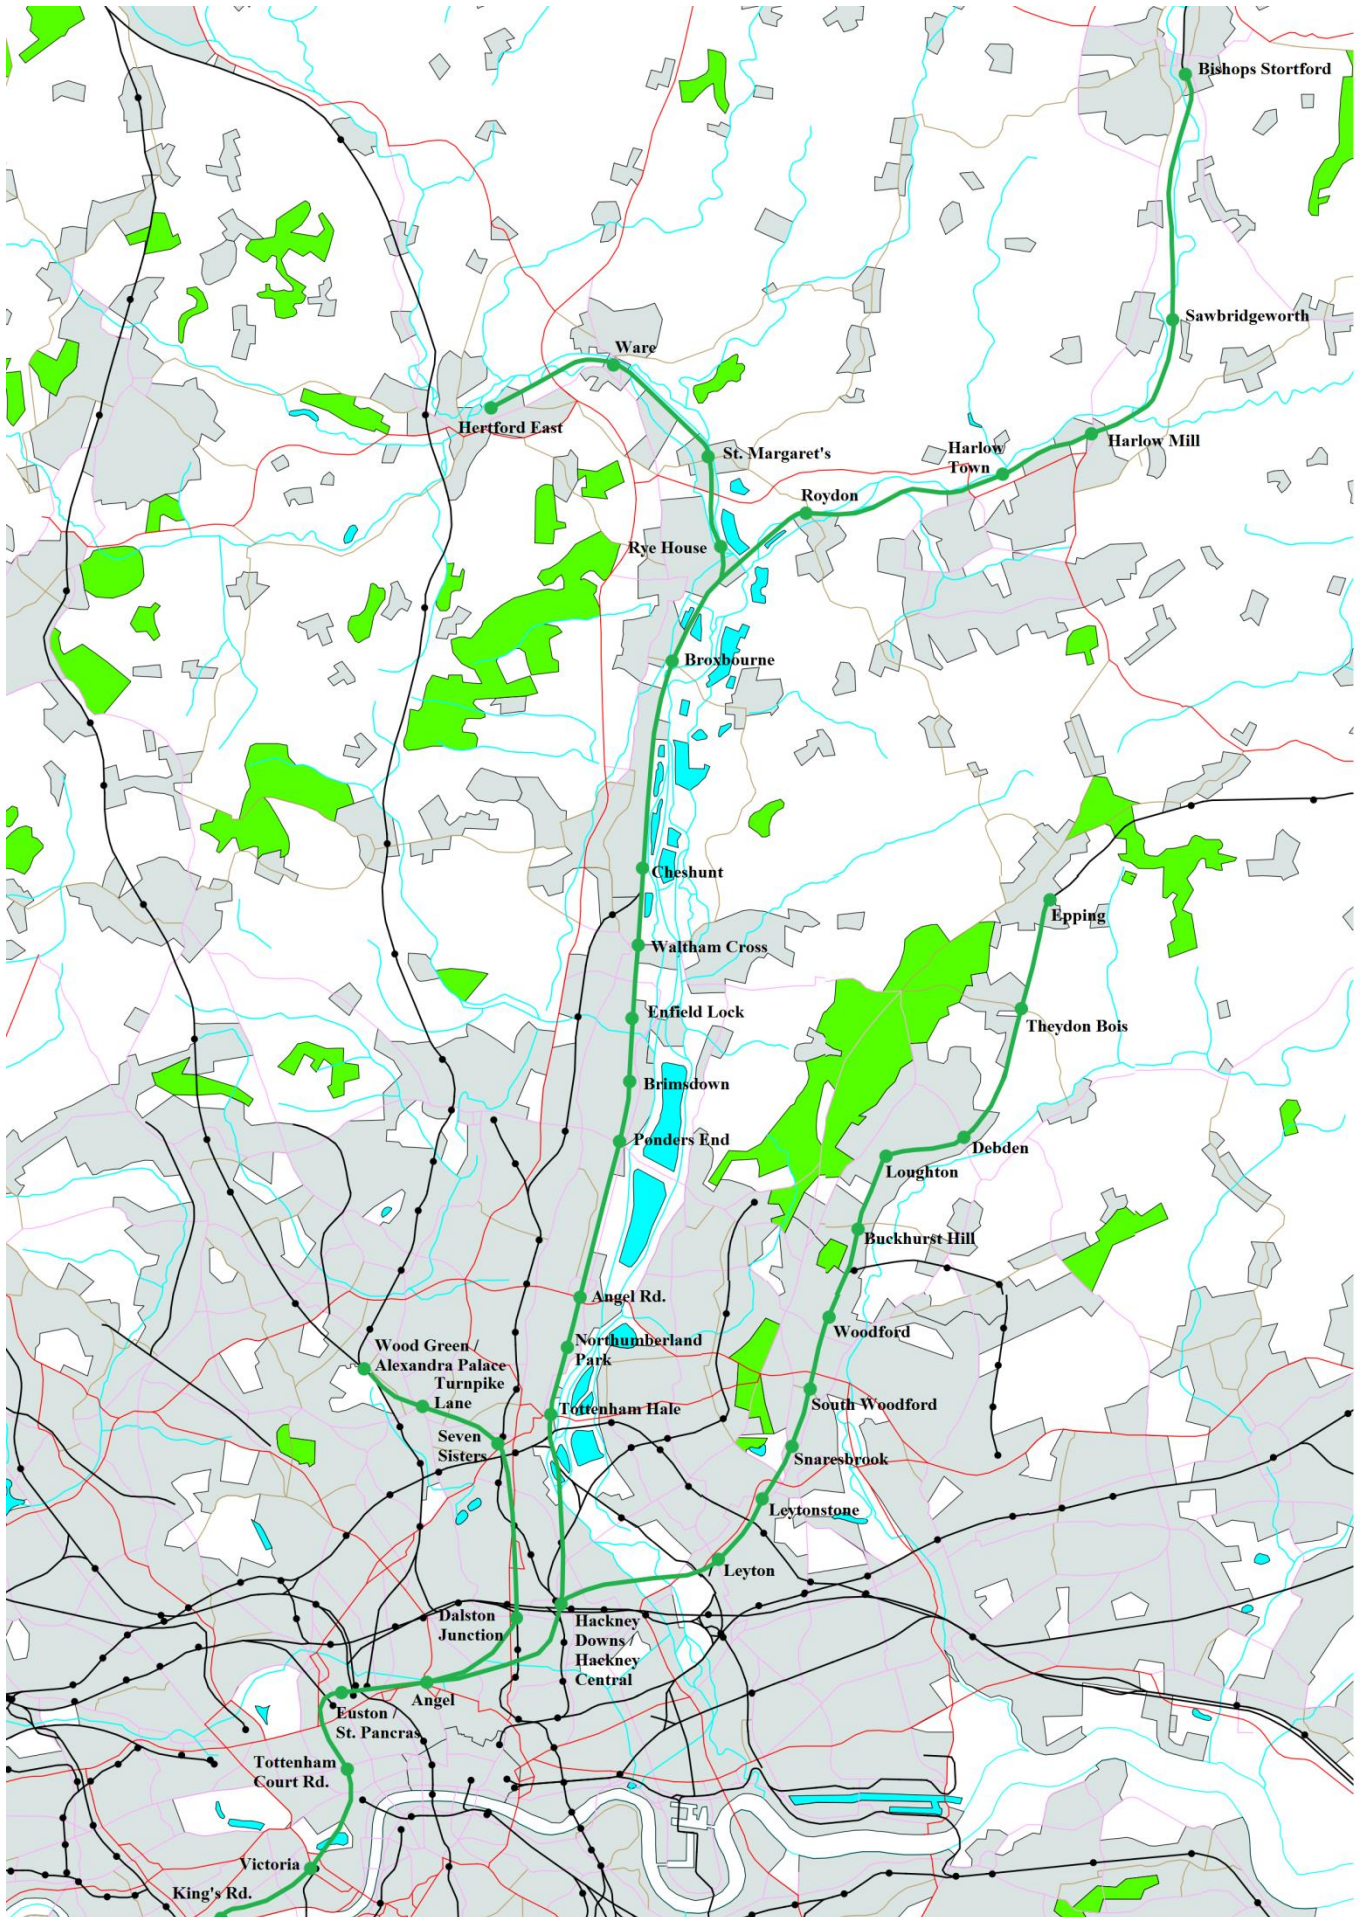 Bishops Stortford
Sawbridgeworth
Ware
Hertford East
St. Margaret's
Harlow
Town
Harlow Mill
Roydon
Rye House
Broxbourne
Cheshunt
Epping
Waltham Cross
Enfield Lock
Theydon Bois
Brimsdown
Ponders End
Debden
Loughton
Buckhurst Hill
Angel Rd.
Woodford
Northumberland
Park
Wood Green /
Alexandra Palace
Turnpike
Lane
South Woodford
Tottenham Hale
Seven
Sisters
Snaresbrook
Leytonstone
Leyton
Dalston
Junction
Hackney
Downs /
Hackney
Central
Angel
Euston /
St. Pancras
Tottenham
Court Rd.
Victoria
King's Rd.